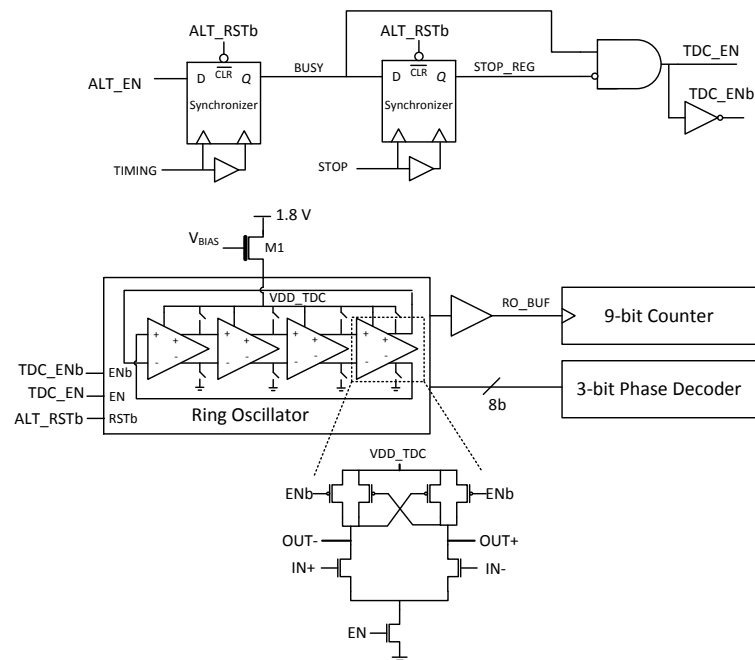 ALT_RSTb
ALT_RSTb
ALT_EN
D
CLR
Q
Synchronizer
BUSY
D
CLR
Q
Synchronizer
STOP_REG
TDC_EN
TDC_ENb
TIMING
STOP
1.8 V
VBIAS
M1
VDD_TDC
+ +
- -
+ +
- -
+ +
- -
+ +
- -
RO_BUF
9-bit Counter
TDC_ENb
ENb
TDC_EN
EN
ALT_RSTb
RSTb
Ring Oscillator
8b
3-bit Phase Decoder
VDD_TDC
ENb
ENb
OUT-
OUT+
IN+
IN-
EN